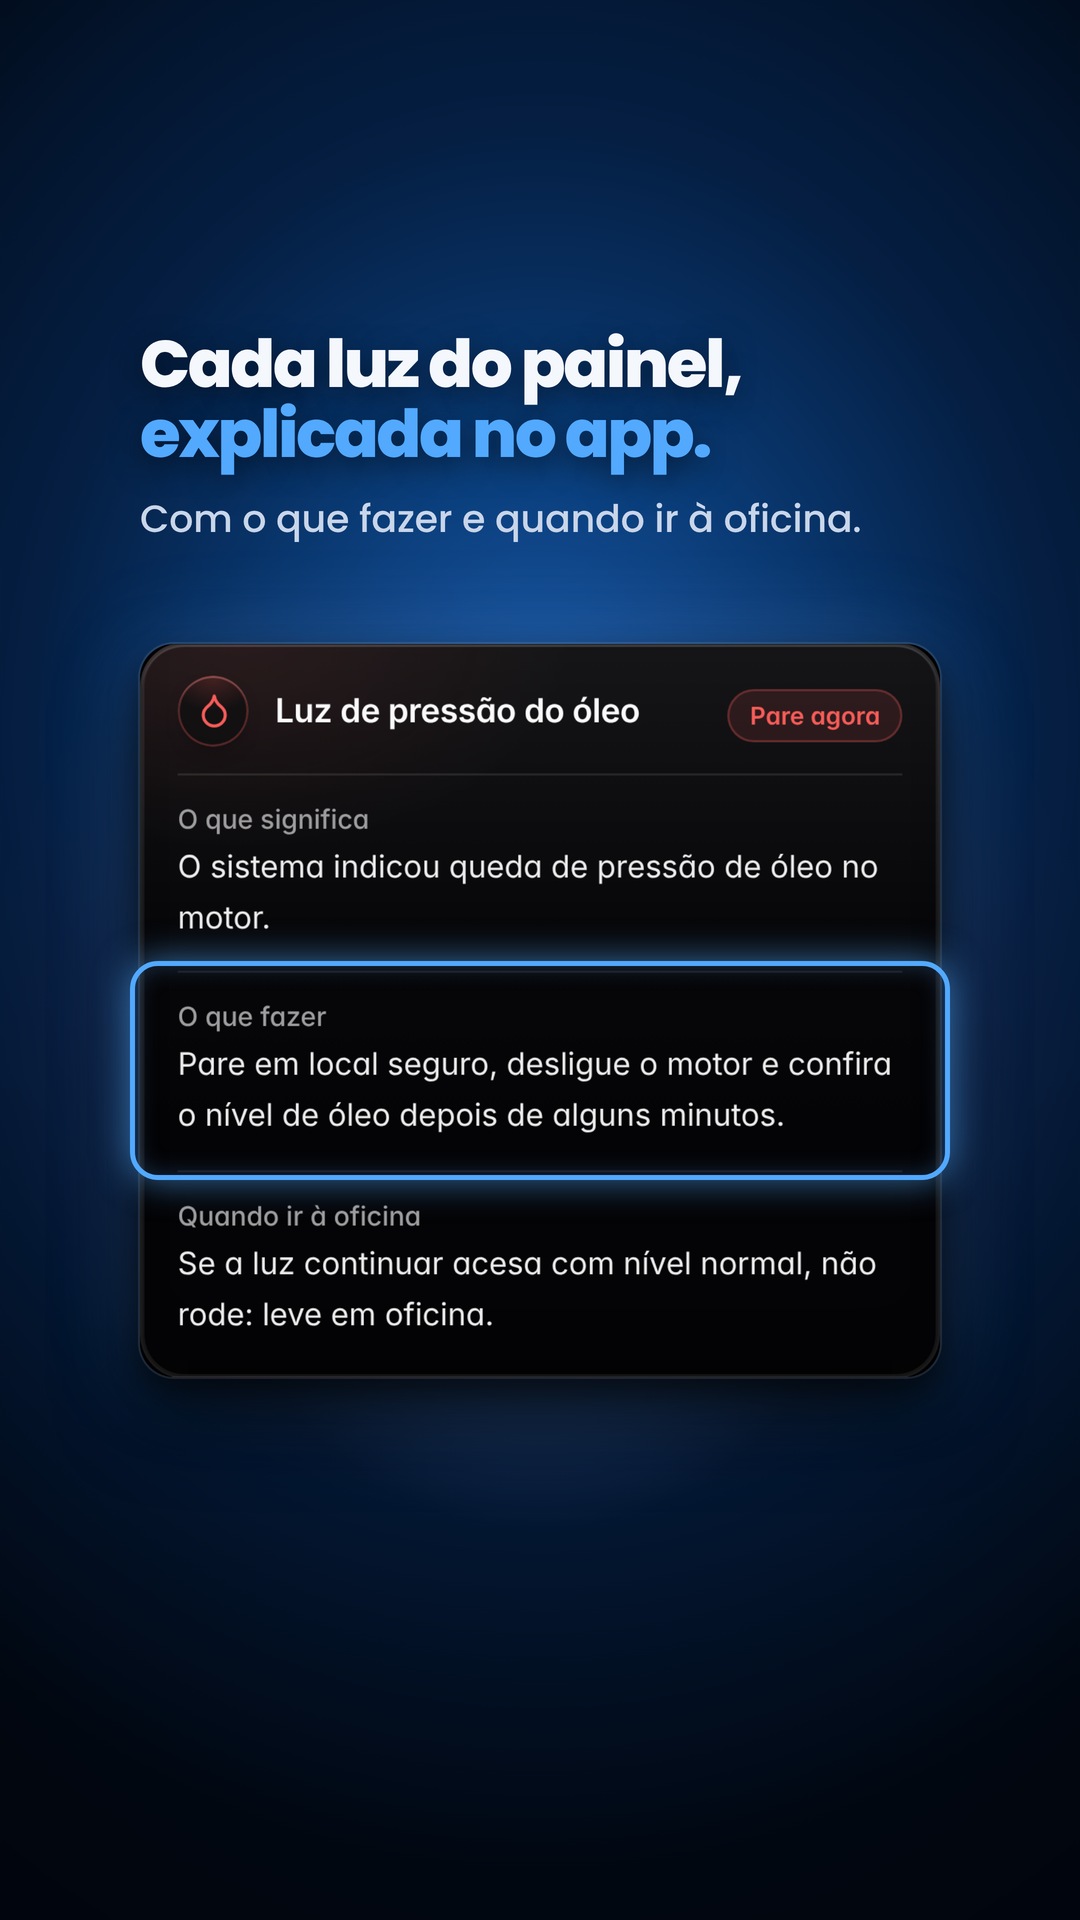 Cada luz do painel,
explicada no app.
Com o que fazer e quando ir à oficina.
Luz de pressão do óleo
Pare agora
O que significa
O sistema indicou queda de pressão de óleo no
motor.
O que fazer
Pare em local seguro, desligue o motor e confira
o nível de óleo depois de alguns minutos.
Quando ir à oficina
Se a luz continuar acesa com nível normal, não
rode: leve em oficina.